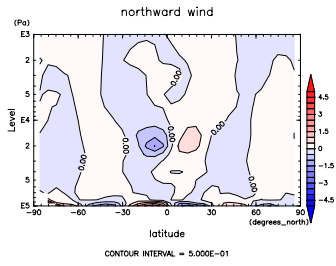 northward wind
(Pa)
E3
2
5
E4
2
5
E5
Level
0.00
0.00
0.00
0.00
0.00
0.00
−90 −60 −30 0 30 60 90
(degrees_north)
latitude
4.5
3
1.5
0
−1.5
−3
−4.5
CONTOUR INTERVAL = 5.000E−01